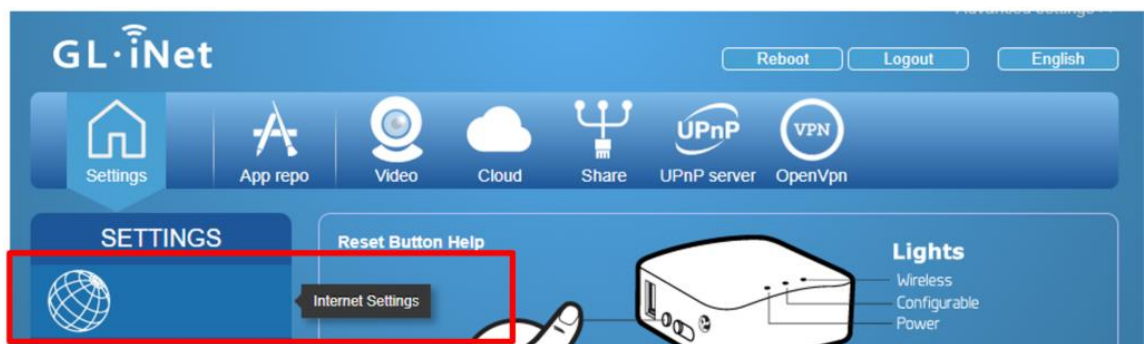 GL·iNet
Reboot Logout English
UPnP VPN
Settings App repo Video Cloud Share UPnP server OpenVpn
SETTINGS
Reset Button Help
Lights
Wireless
Internet Settings
Configurable
Power